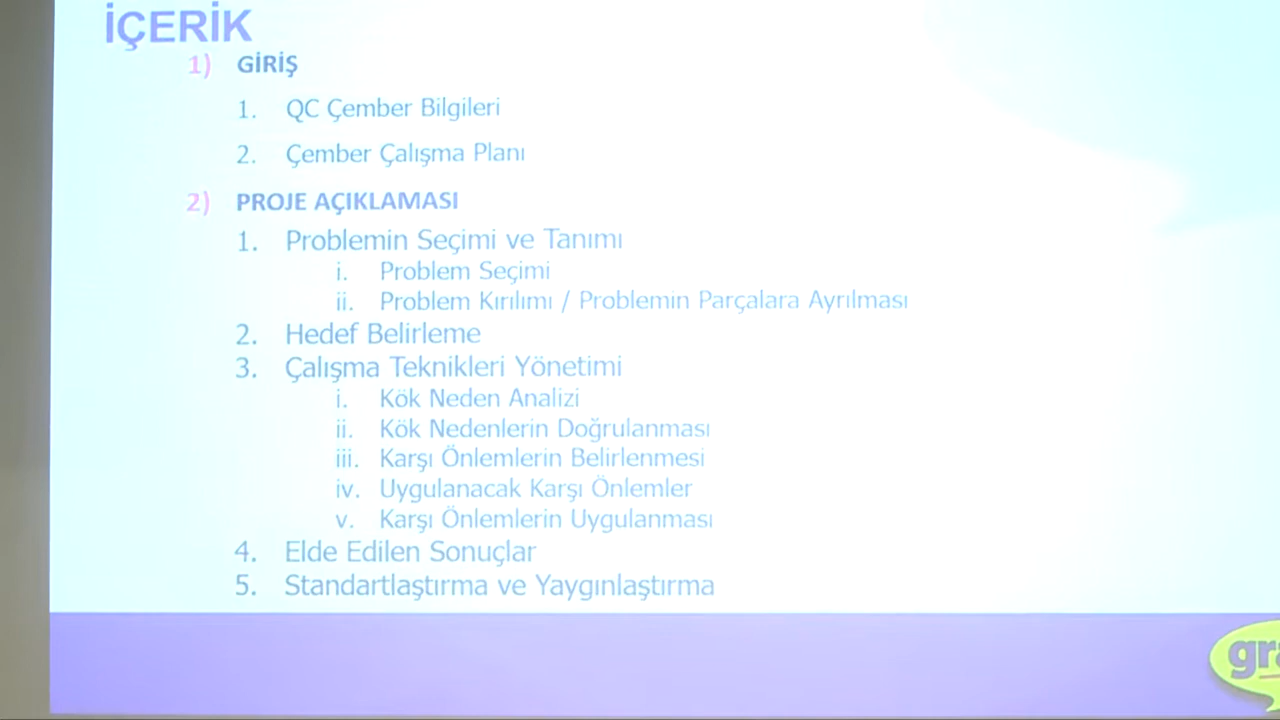 İÇERİK
1) GİRİŞ
1. QC Çember Bilgileri
2. Çember Çalışma Planı
2) PROJE AÇIKLAMASI
1. Problemin Seçimi ve Tanımı
i. Problem Seçimi
ii. Problem Kırılımı / Problemin Parçalara Ayrılması
2. Hedef Belirleme
3. Çalışma Teknikleri Yönetimi
i. Kök Neden Analizi
ii. Kök Nedenlerin Doğrulanması
iii. Karşı Önlemlerin Belirlenmesi
iv. Uygulanacak Karşı Önlemler
v. Karşı Önlemlerin Uygulanması
4. Elde Edilen Sonuçlar
5. Standartlaştırma ve Yaygınlaştırma